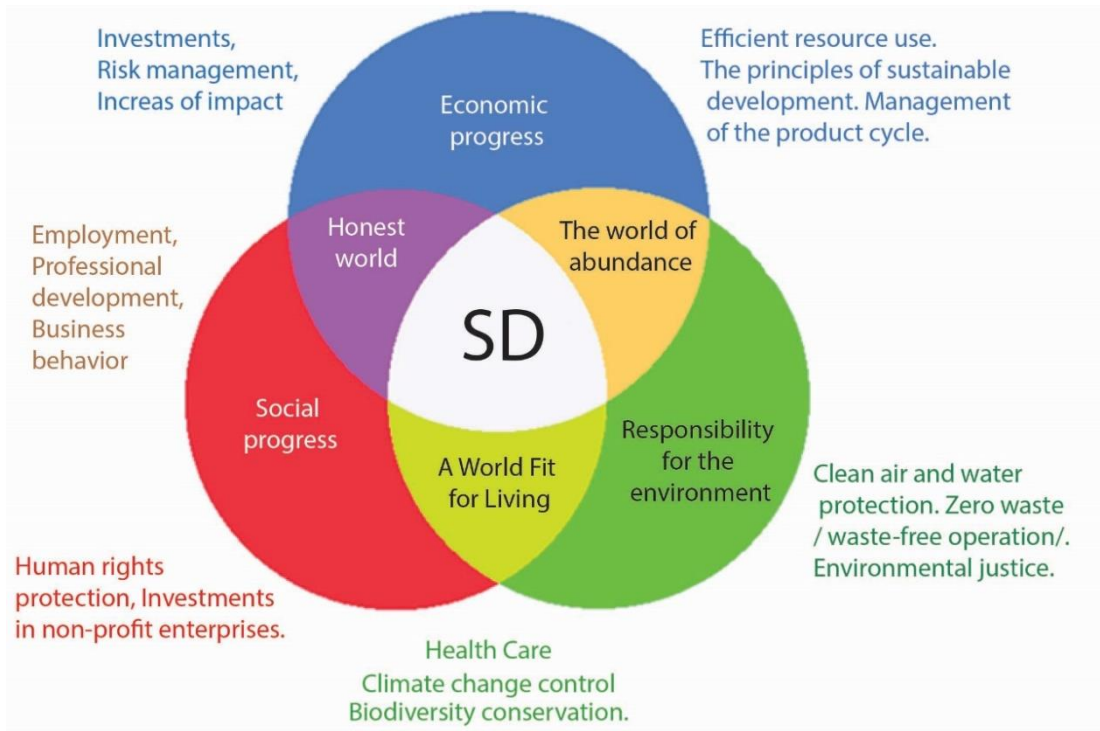 Investments,
Risk management,
Increas of impact
Economic
progress
Efficient resource use.
The principles of sustainable
development. Management
of the product cycle.
Employment,
Professional
development,
Business
behavior
Honest
world
The world of
abundance
SD
Social
progress
A World Fit
for Living
Responsibility
for the
environment
Clean air and water
protection. Zero waste
/ waste-free operation/.
Environmental justice.
Human rights
protection, Investments
in non-profit enterprises.
Health Care
Climate change control
Biodiversity conservation.